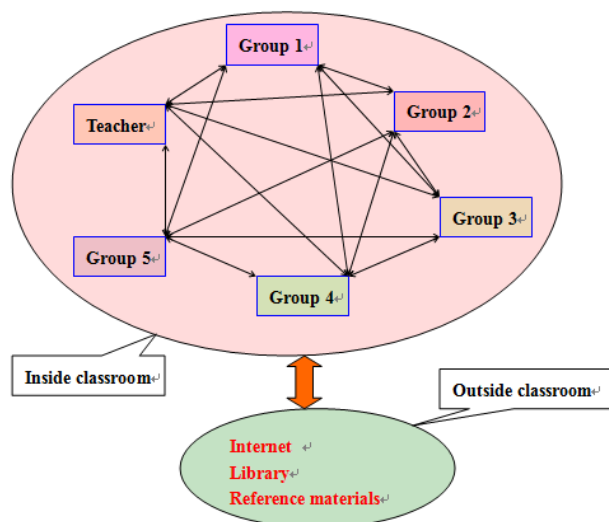 Group 1
Group 2
Teacher
Group 3
Group 5
Group 4
Inside classroom
Outside classroom
Internet
Library
Reference materials